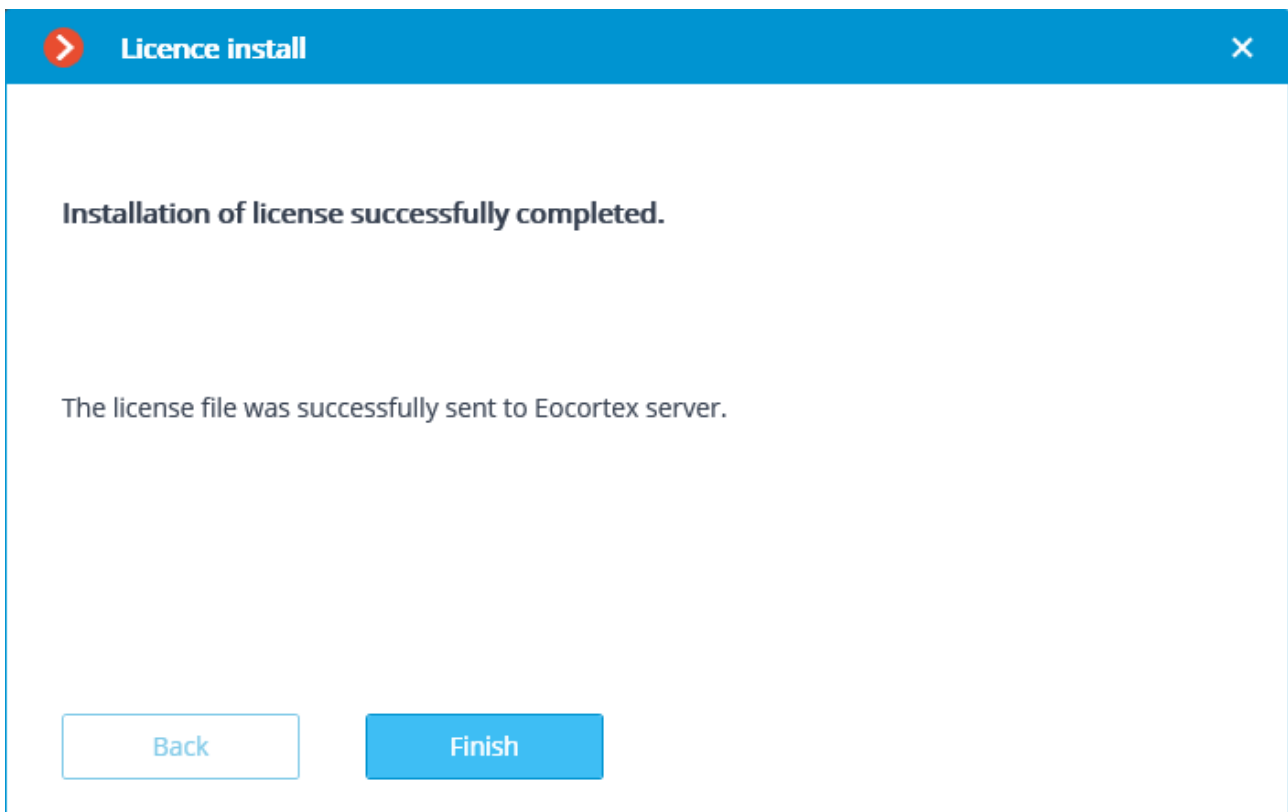 Licence install
Installation of license successfully completed.
The license file was successfully sent to Eocortex server.
Back
Finish